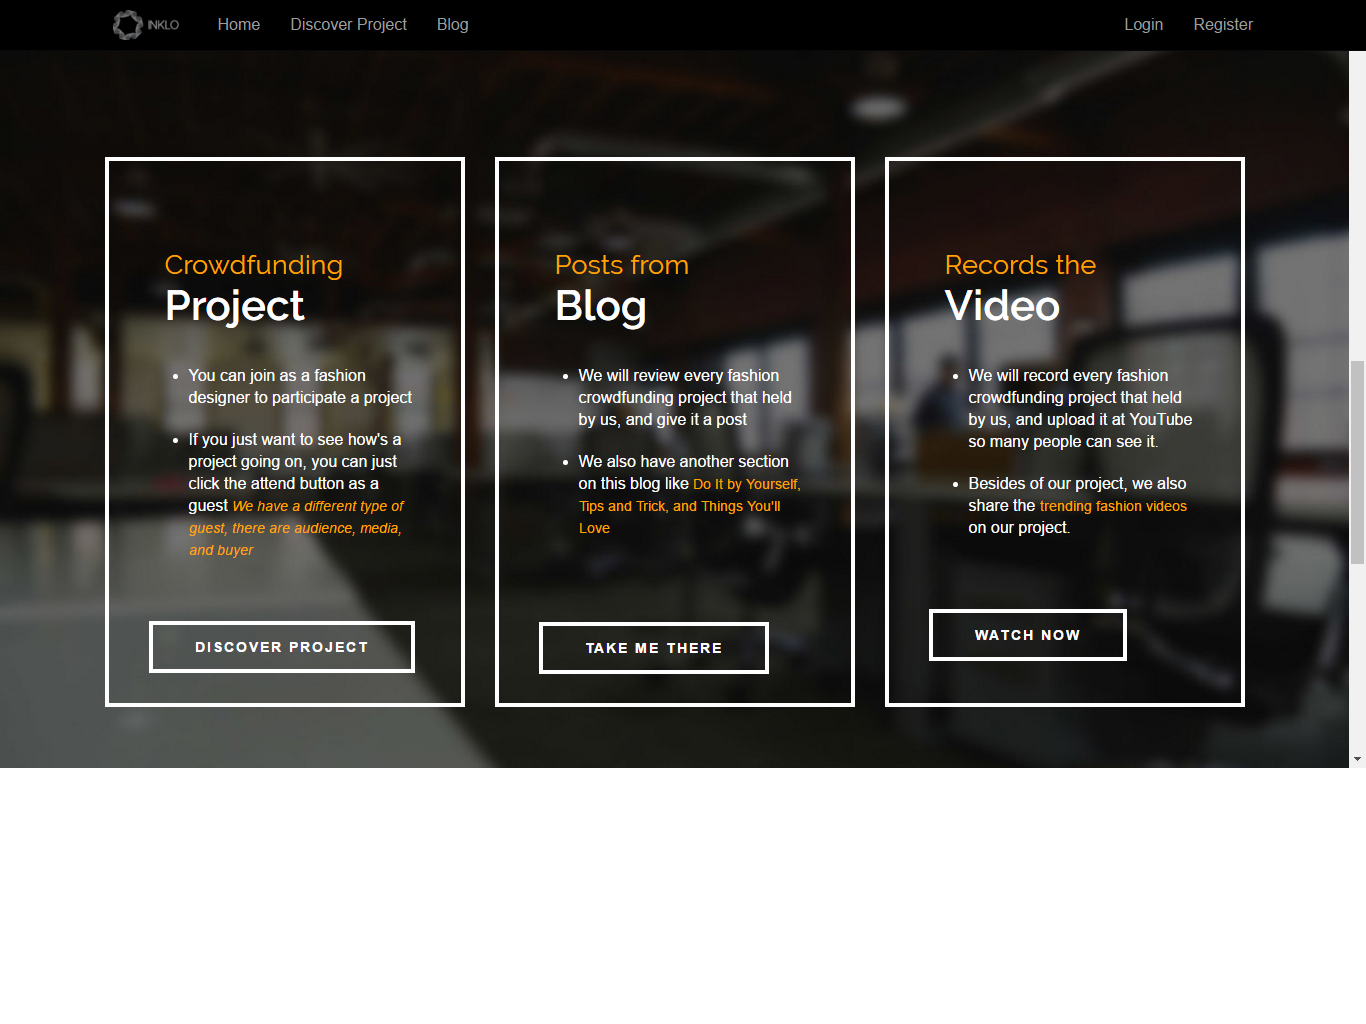 INKLO Home Discover Project Blog Login Register
Crowdfunding
Project
• You can join as a fashion
designer to participate a project
• If you just want to see how's a
project going on, you can just
click the attend button as a
guest We have a different type of
guest, there are audience, media,
and buyer
DISCOVER PROJECT
Posts from
Blog
• We will review every fashion
crowdfunding project that held
by us, and give it a post
• We also have another section
on this blog like Do It by Yourself,
Tips and Trick, and Things You'll
Love
TAKE ME THERE
Records the
Video
• We will record every fashion
crowdfunding project that held
by us, and upload it at YouTube
so many people can see it.
• Besides of our project, we also
share the trending fashion videos
on our project.
WATCH NOW